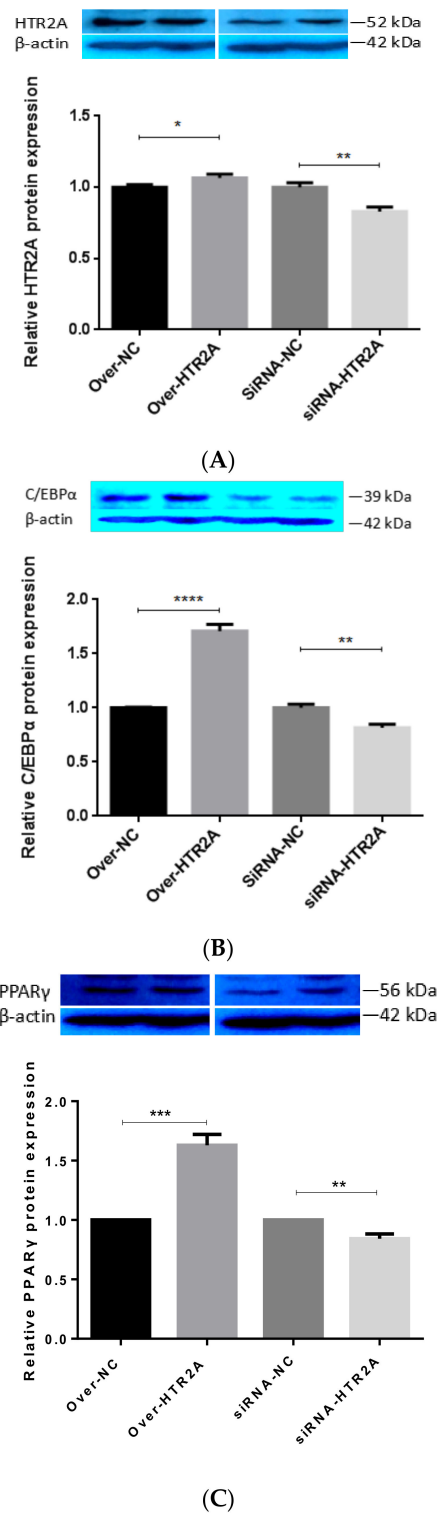 HTR2A
—52 kDa
β-actin
—42 kDa
Relative HTR2A protein expression
1.5
1.0
0.5
0.0
*
**
Over-NC
Over-HTR2A
SiRNA-NC
siRNA-HTR2A
(A)
C/EBPα
—39 kDa
β-actin
—42 kDa
Relative C/EBPα protein expression
2.0
1.5
1.0
0.5
0.0
****
**
Over-NC
Over-HTR2A
SiRNA-NC
siRNA-HTR2A
(B)
PPARγ
—56 kDa
β-actin
—42 kDa
Relative PPARγ protein expression
2.0
1.5
1.0
0.5
0.0
***
**
Over-NC
Over-HTR2A
siRNA-NC
siRNA-HTR2A
(C)